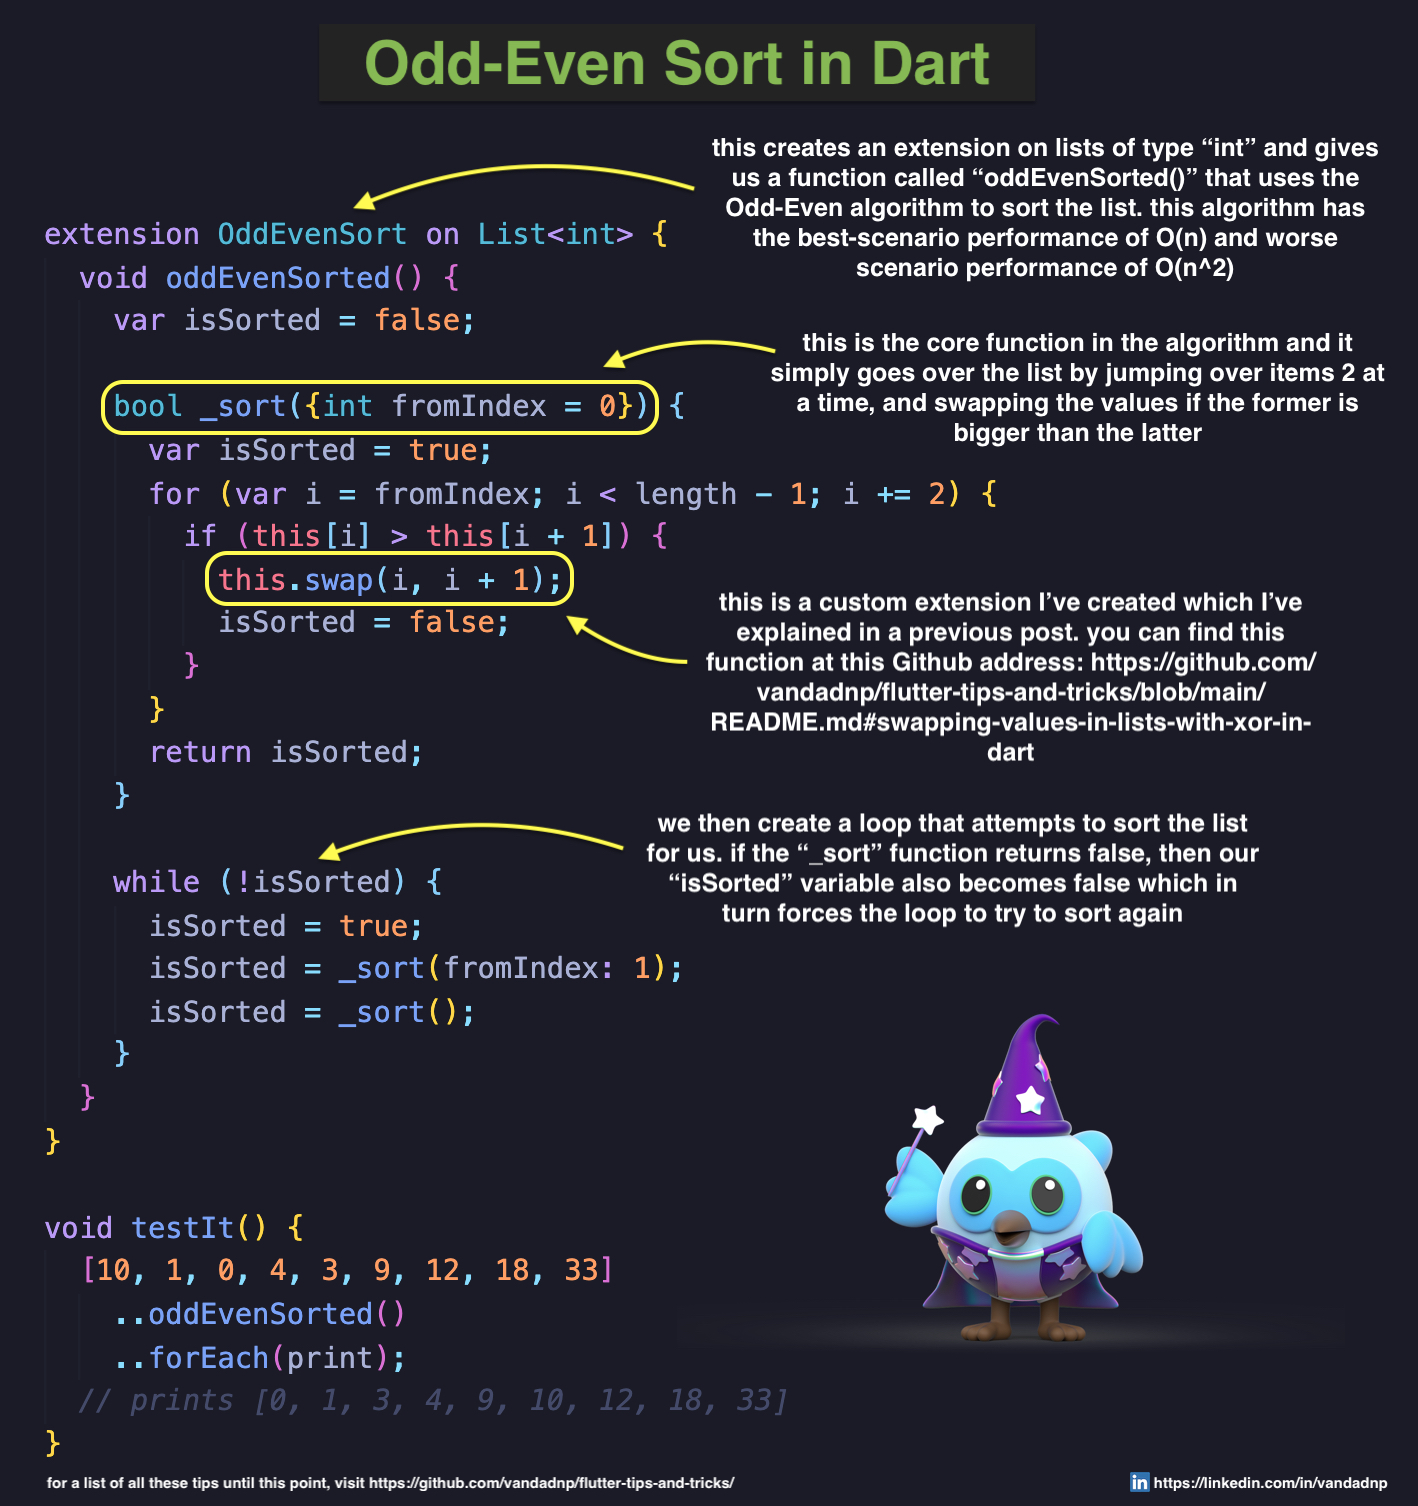 Odd-Even Sort in Dart
this creates an extension on lists of type “int” and gives
us a function called “oddEvenSorted()” that uses the
Odd-Even algorithm to sort the list. this algorithm has
the best-scenario performance of O(n) and worse
scenario performance of O(n^2)
extension OddEvenSort on List<int> {
void oddEvenSorted() {
var isSorted = false;
this is the core function in the algorithm and it
simply goes over the list by jumping over items 2 at
a time, and swapping the values if the former is
bigger than the latter
bool _sort({int fromIndex = 0}) {
var isSorted = true;
for (var i = fromIndex; i < length - 1; i += 2) {
if (this[i] > this[i + 1]) {
this.swap(i, i + 1);
isSorted = false;
}
}
return isSorted;
}
this is a custom extension I’ve created which I’ve
explained in a previous post. you can find this
function at this Github address: https://github.com/
vandadnp/flutter-tips-and-tricks/blob/main/
README.md#swapping-values-in-lists-with-xor-in-
dart
we then create a loop that attempts to sort the list
for us. if the “_sort” function returns false, then our
“isSorted” variable also becomes false which in
turn forces the loop to try to sort again
while (!isSorted) {
isSorted = true;
isSorted = _sort(fromIndex: 1);
isSorted = _sort();
}
}
}
void testIt() {
[10, 1, 0, 4, 3, 9, 12, 18, 33]
..oddEvenSorted()
..forEach(print);
// prints [0, 1, 3, 4, 9, 10, 12, 18, 33]
}
for a list of all these tips until this point, visit https://github.com/vandadnp/flutter-tips-and-tricks/
in https://linkedin.com/in/vandadnp